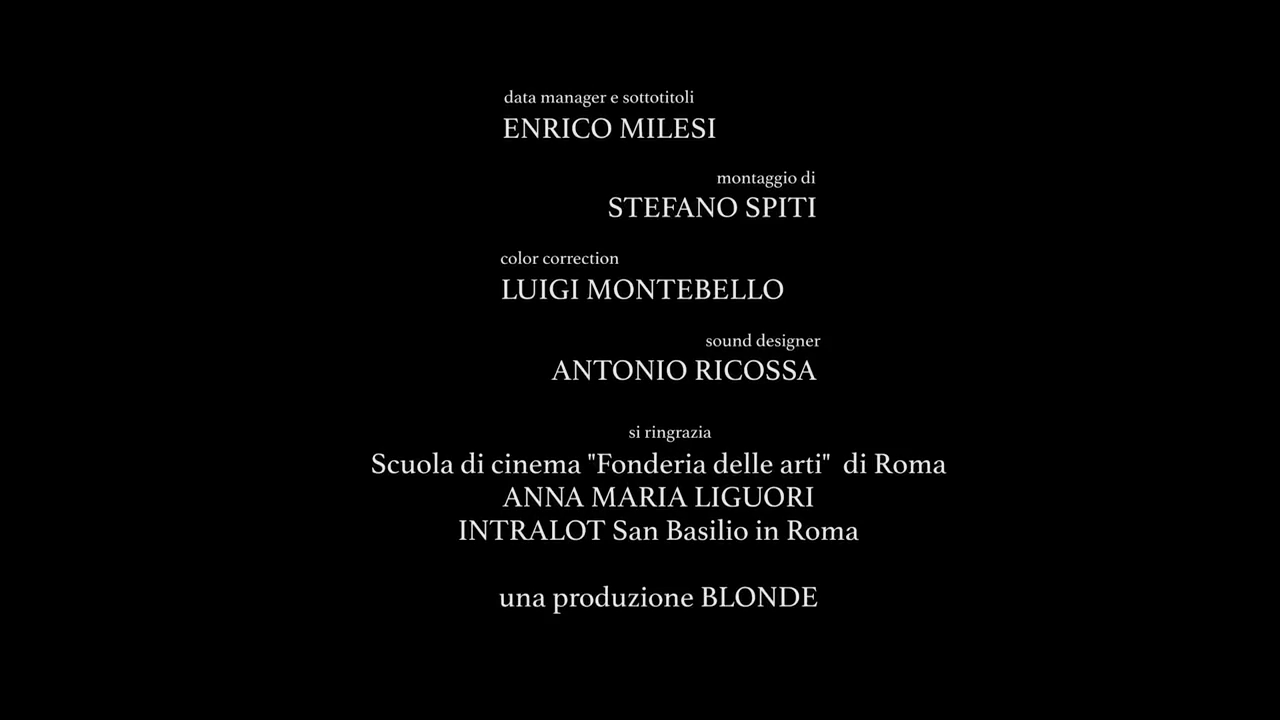 data manager e sottotitoli
ENRICO MILESI
montaggio di
STEFANO SPITI
color correction
LUIGI MONTEBELLO
sound designer
ANTONIO RICOSSA
si ringrazia
Scuola di cinema "Fonderia delle arti"  di Roma
ANNA MARIA LIGUORI
INTRALOT San Basilio in Roma
una produzione BLONDE